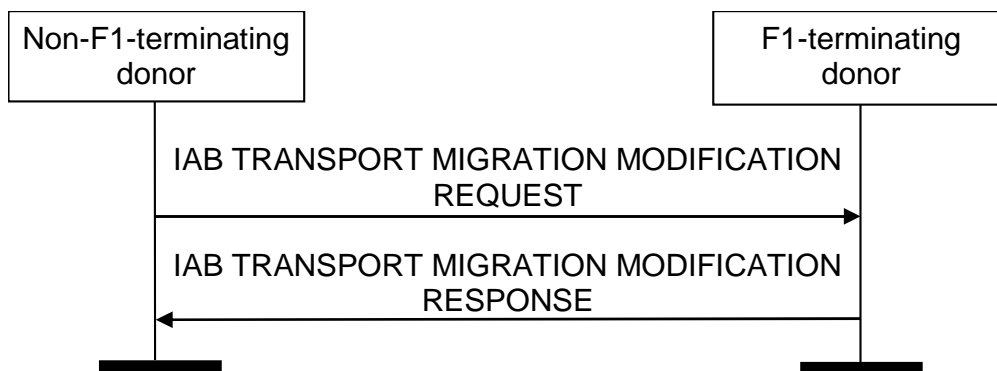 Non-F1-terminating
donor
F1-terminating
donor
IAB TRANSPORT MIGRATION MODIFICATION
REQUEST
IAB TRANSPORT MIGRATION MODIFICATION
RESPONSE